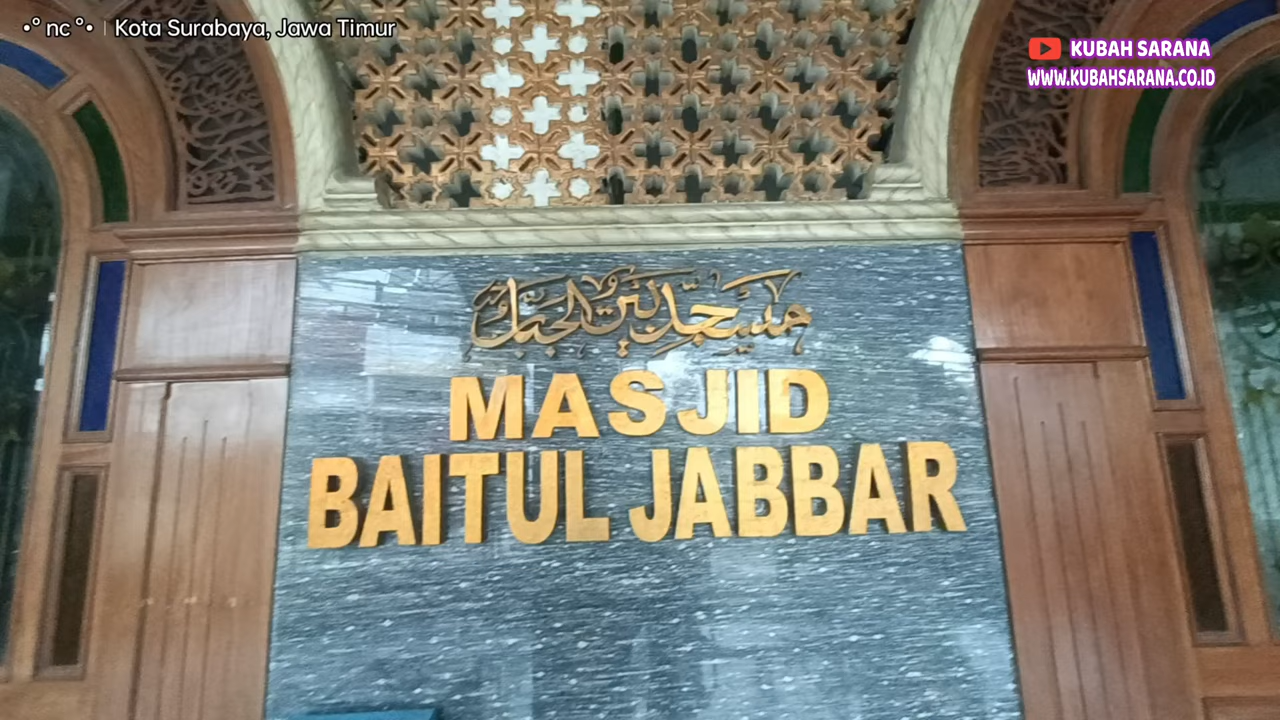 •° nc °• | Kota Surabaya, Jawa Timur
KUBAH SARANA
WWW.KUBAHSARANA.CO.ID
مسجد بيت الجبار
MASJID
BAITUL JABBAR